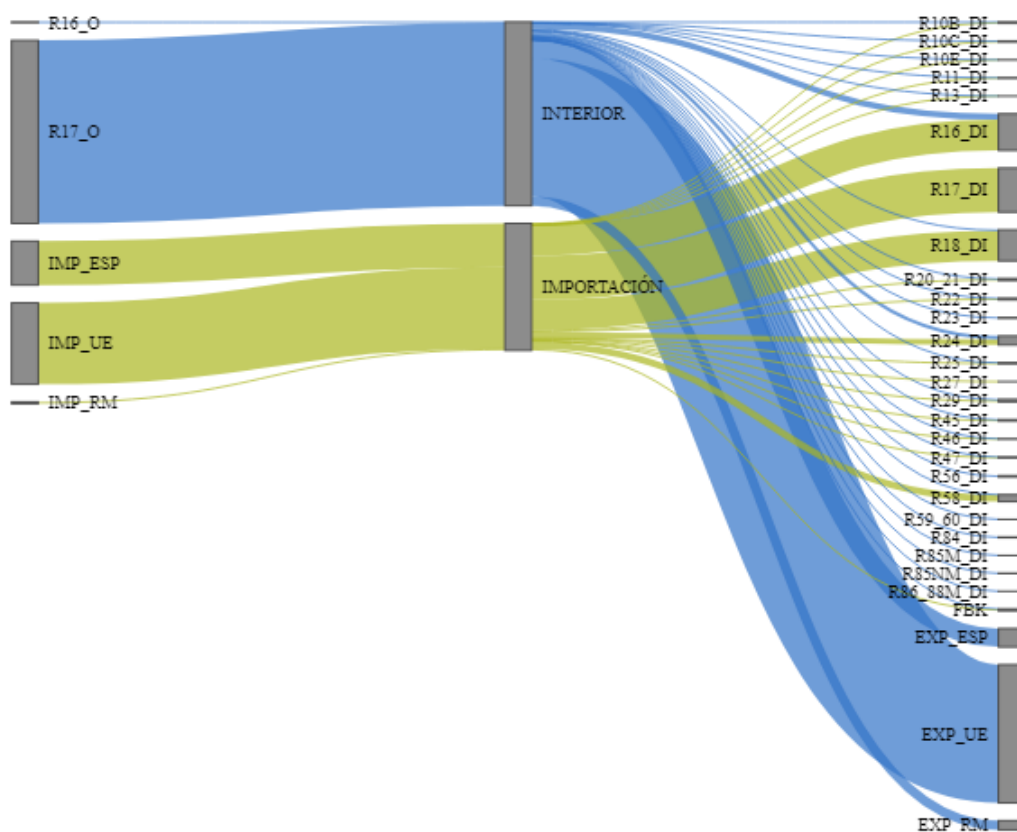 R16_O
R17_O
IMP_ESP
IMP_UE
IMP_RM
INTERIOR
IMPORTACIÓN
R10B_DI
R10C_DI
R10E_DI
R11_DI
R13_DI
R16_DI
R17_DI
R18_DI
R20_21_DI
R22_DI
R23_DI
R24_DI
R25_DI
R27_DI
R29_DI
R45_DI
R46_DI
R47_DI
R56_DI
R58_DI
R59_60_DI
R84_DI
R85M_DI
R85NM_DI
R86_88M_DI
FBK
EXP_ESP
EXP_UE
EXP_RM